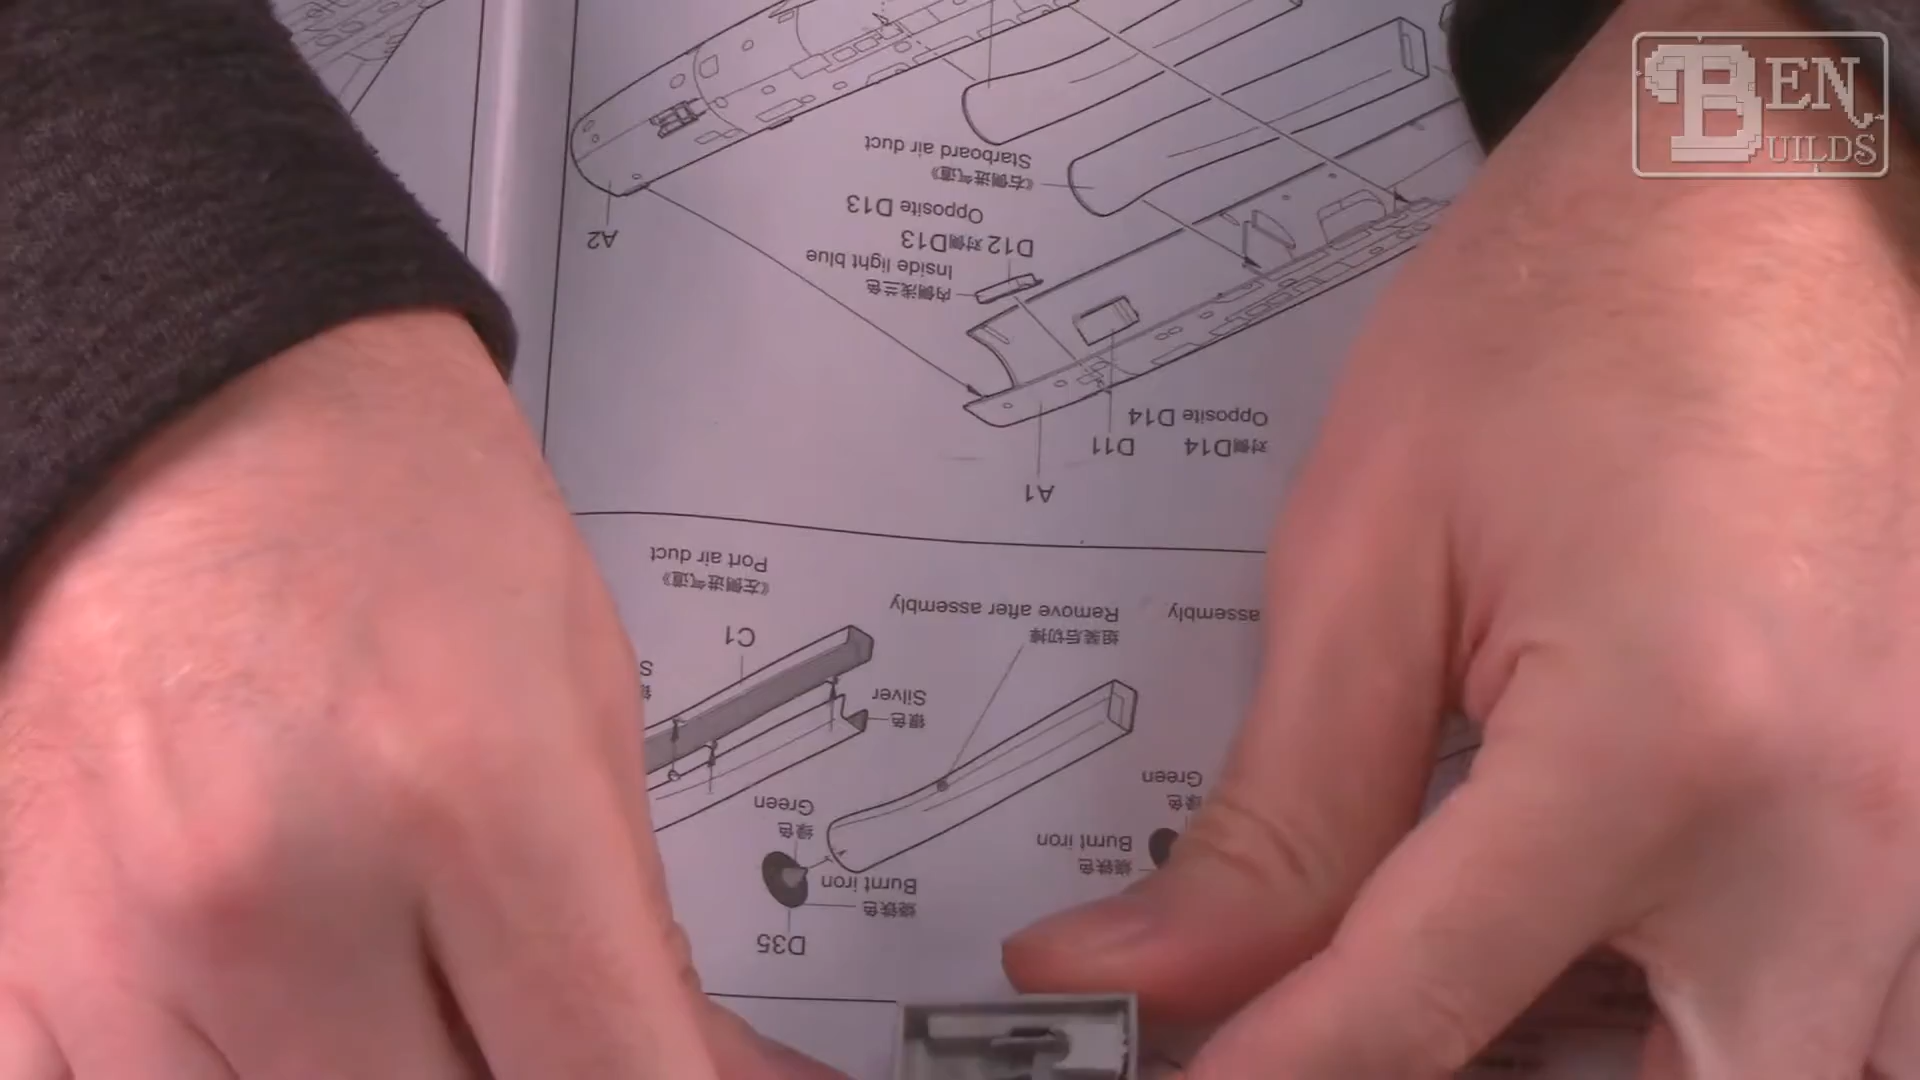 BEN
BUILDS
Starboard air duct
《右侧进气道》
Opposite D13
D12 对侧D13
Inside light blue
内侧浅兰色
A2
Opposite D14
对侧D14
D11
A1
Port air duct
《左侧进气道》
C1
Remove after assembly
组装后切掉
assembly
Silver
银色
S
Green
绿色
Burnt iron
烧铁色
D35
Green
绿色
Burnt iron
烧铁色